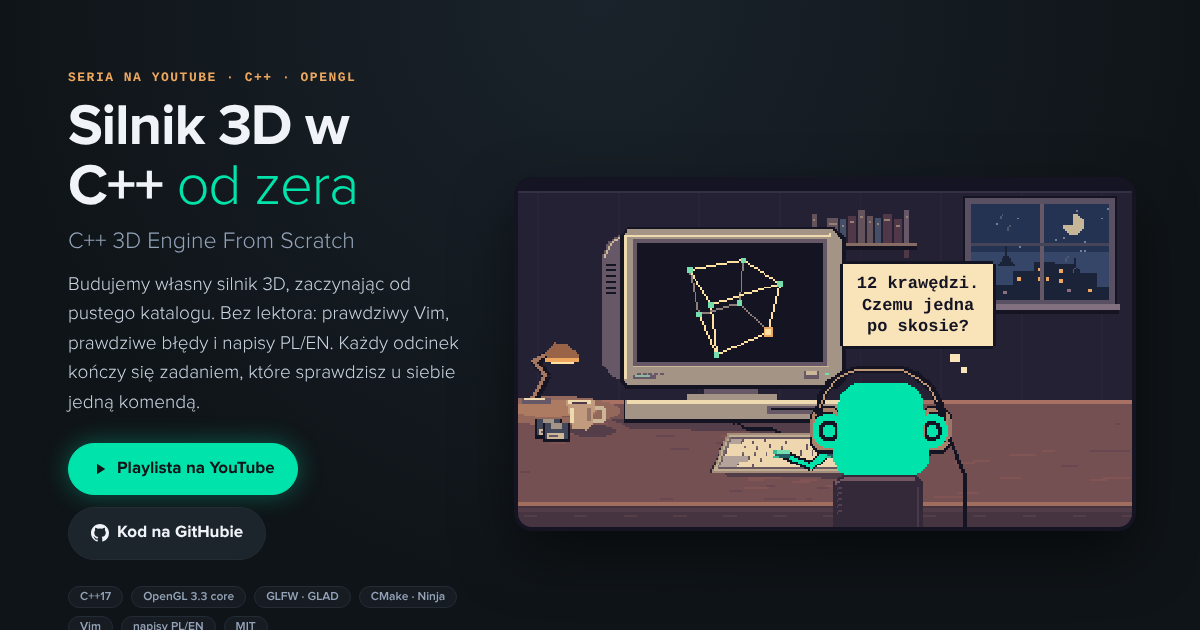 SERIA NA YOUTUBE · C++ · OPENGL
Silnik 3D w
C++ od zera
C++ 3D Engine From Scratch
Budujemy własny silnik 3D, zaczynając od
pustego katalogu. Bez lektora: prawdziwy Vim,
prawdziwe błędy i napisy PL/EN. Każdy odcinek
kończy się zadaniem, które sprawdzisz u siebie
jedną komendą.
Playlista na YouTube
Kod na GitHubie
C++17 OpenGL 3.3 core GLFW · GLAD CMake · Ninja
Vim napisy PL/EN MIT
12 krawędzi.
Czemu jedna
po skosie?